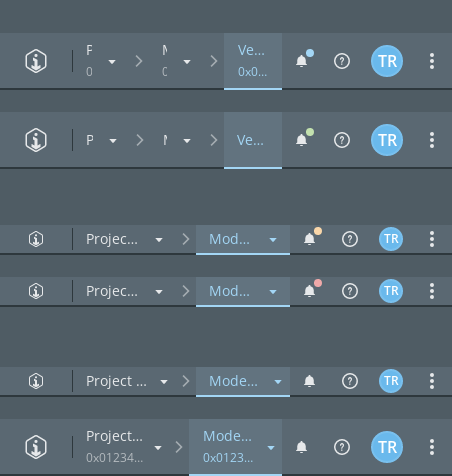 P M Ve... TR
0 0 0x0...
P M Ve... TR
Projec... Mod... TR
Projec... Mod... TR
Project ... Mode... TR
Project... Mode... TR
0x01234... 0x0123...